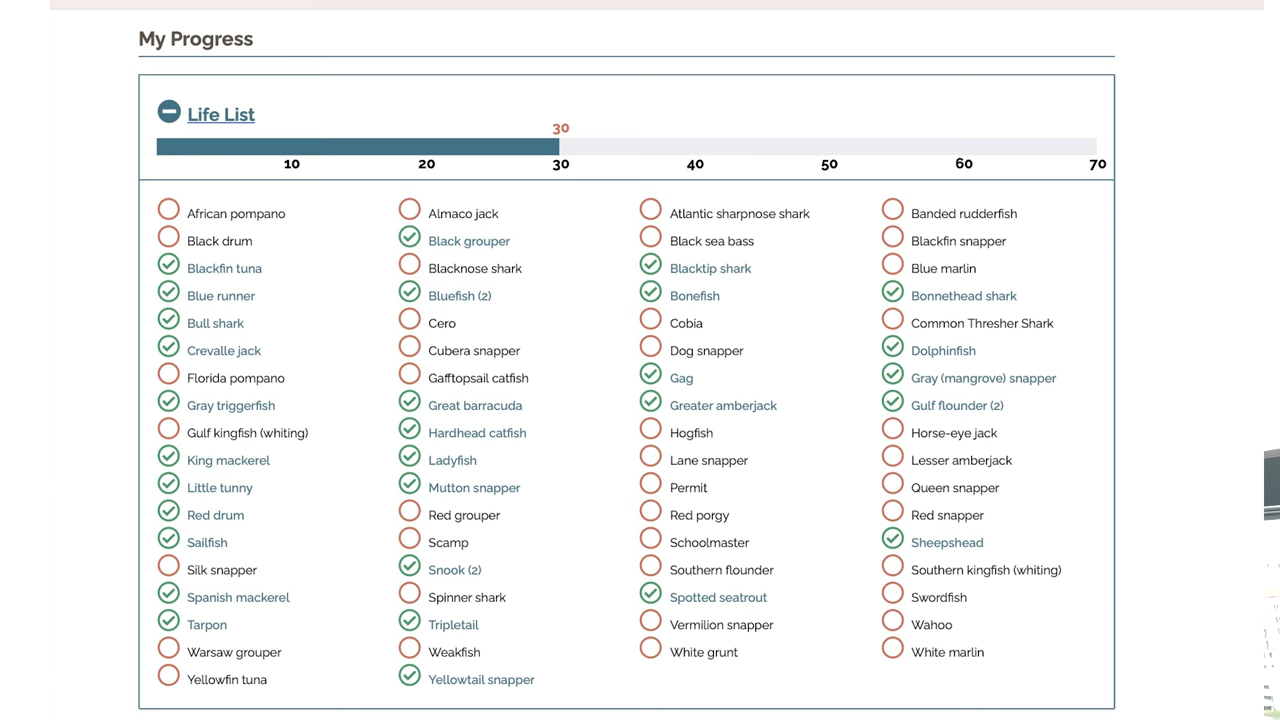 My Progress
Life List
30
10 20 30 40 50 60 70
African pompano Almaco jack Atlantic sharpnose shark Banded rudderfish
Black drum Black grouper Black sea bass Blackfin snapper
Blackfin tuna Blacknose shark Blacktip shark Blue marlin
Blue runner Bluefish (2) Bonefish Bonnethead shark
Bull shark Cero Cobia Common Thresher Shark
Crevalle jack Cubera snapper Dog snapper Dolphinfish
Florida pompano Gafftopsail catfish Gag Gray (mangrove) snapper
Gray triggerfish Great barracuda Greater amberjack Gulf flounder (2)
Gulf kingfish (whiting) Hardhead catfish Hogfish Horse-eye jack
King mackerel Ladyfish Lane snapper Lesser amberjack
Little tunny Mutton snapper Permit Queen snapper
Red drum Red grouper Red porgy Red snapper
Sailfish Scamp Schoolmaster Sheepshead
Silk snapper Snook (2) Southern flounder Southern kingfish (whiting)
Spanish mackerel Spinner shark Spotted seatrout Swordfish
Tarpon Tripletail Vermilion snapper Wahoo
Warsaw grouper Weakfish White grunt White marlin
Yellowfin tuna Yellowtail snapper